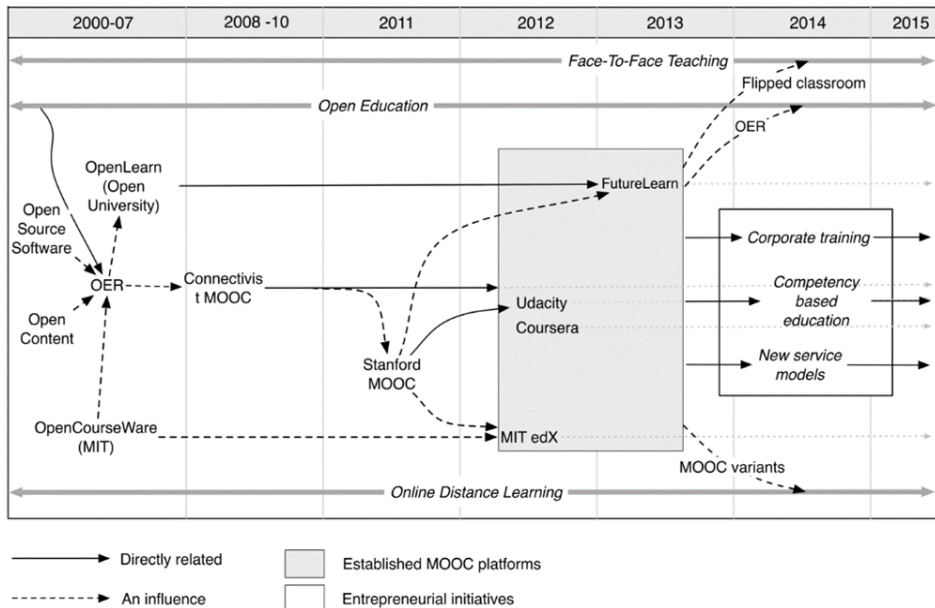 2000-07 2008 -10 2011 2012 2013 2014 2015
Face-To-Face Teaching
Flipped classroom
Open Education
OER
OpenLearn
(Open
University)
FutureLearn
Open
Source
Software
Corporate training
OER
Connectivis
t MOOC
Competency
based
education
Udacity
Coursera
Open
Content
Stanford
MOOC
New service
models
OpenCourseWare
(MIT)
MIT edX
MOOC variants
Online Distance Learning
Directly related
Established MOOC platforms
An influence
Entrepreneurial initiatives